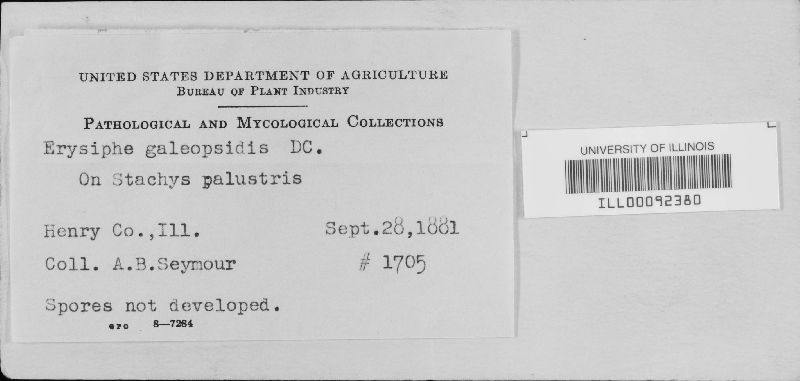 UNITED STATES DEPARTMENT OF AGRICULTURE
BUREAU OF PLANT INDUSTRY
PATHOLOGICAL AND MYCOLOGICAL COLLECTIONS
Erysiphe galeopsidis DC.
On Stachys palustris
Henry Co.,Ill. Sept.28,1881
Coll. A.B.Seymour # 1705
Spores not developed.
GPO 8—7264
UNIVERSITY OF ILLINOIS
ILL00092380